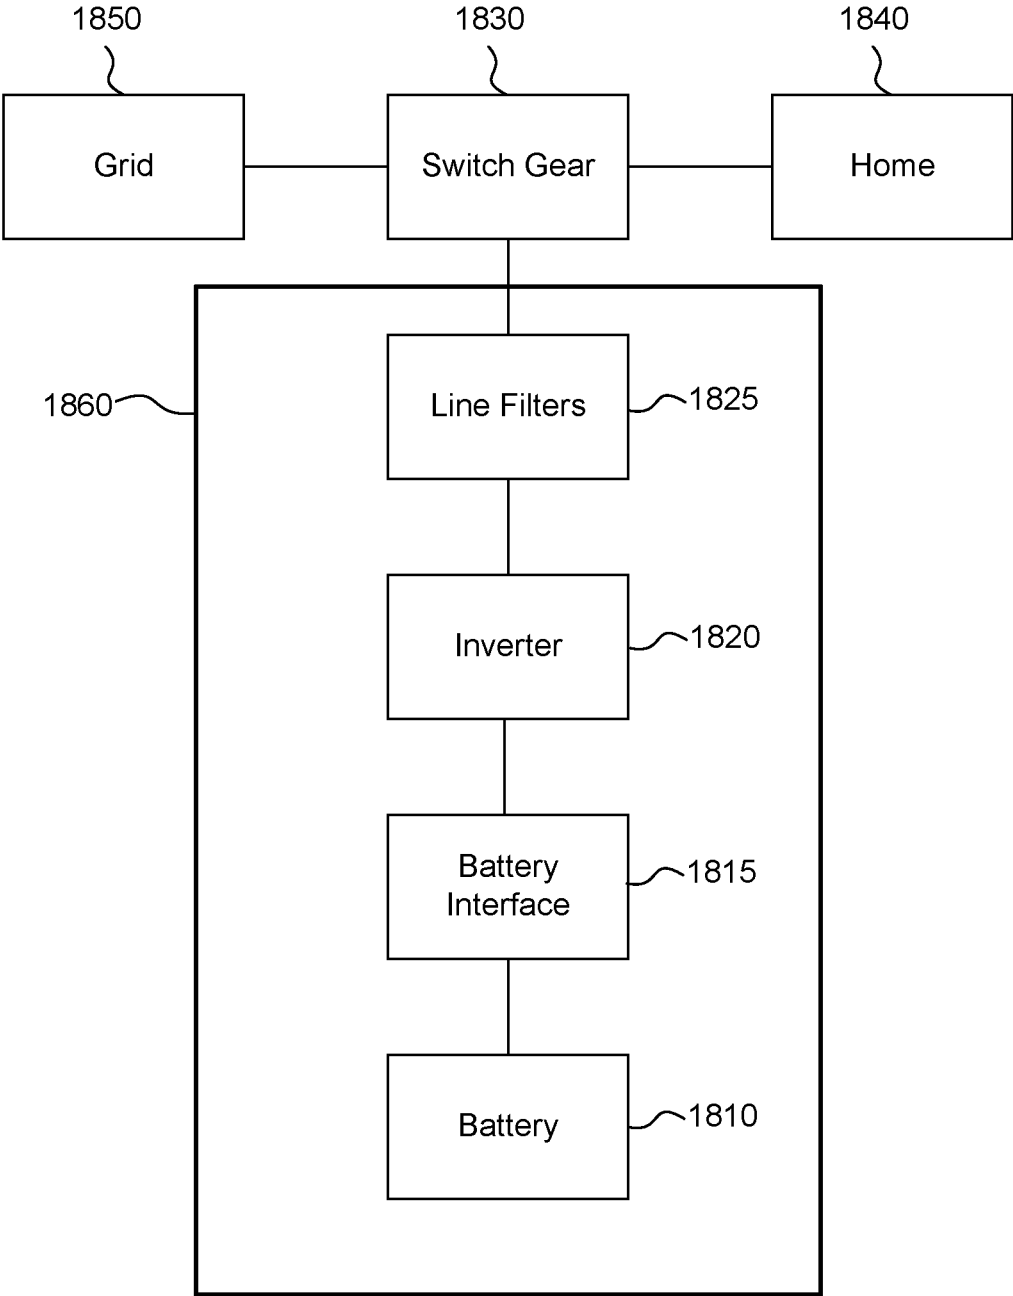 1850
1830
1840
Grid
Switch Gear
Home
1860
Line Filters
1825
Inverter
1820
Battery
Interface
1815
Battery
1810